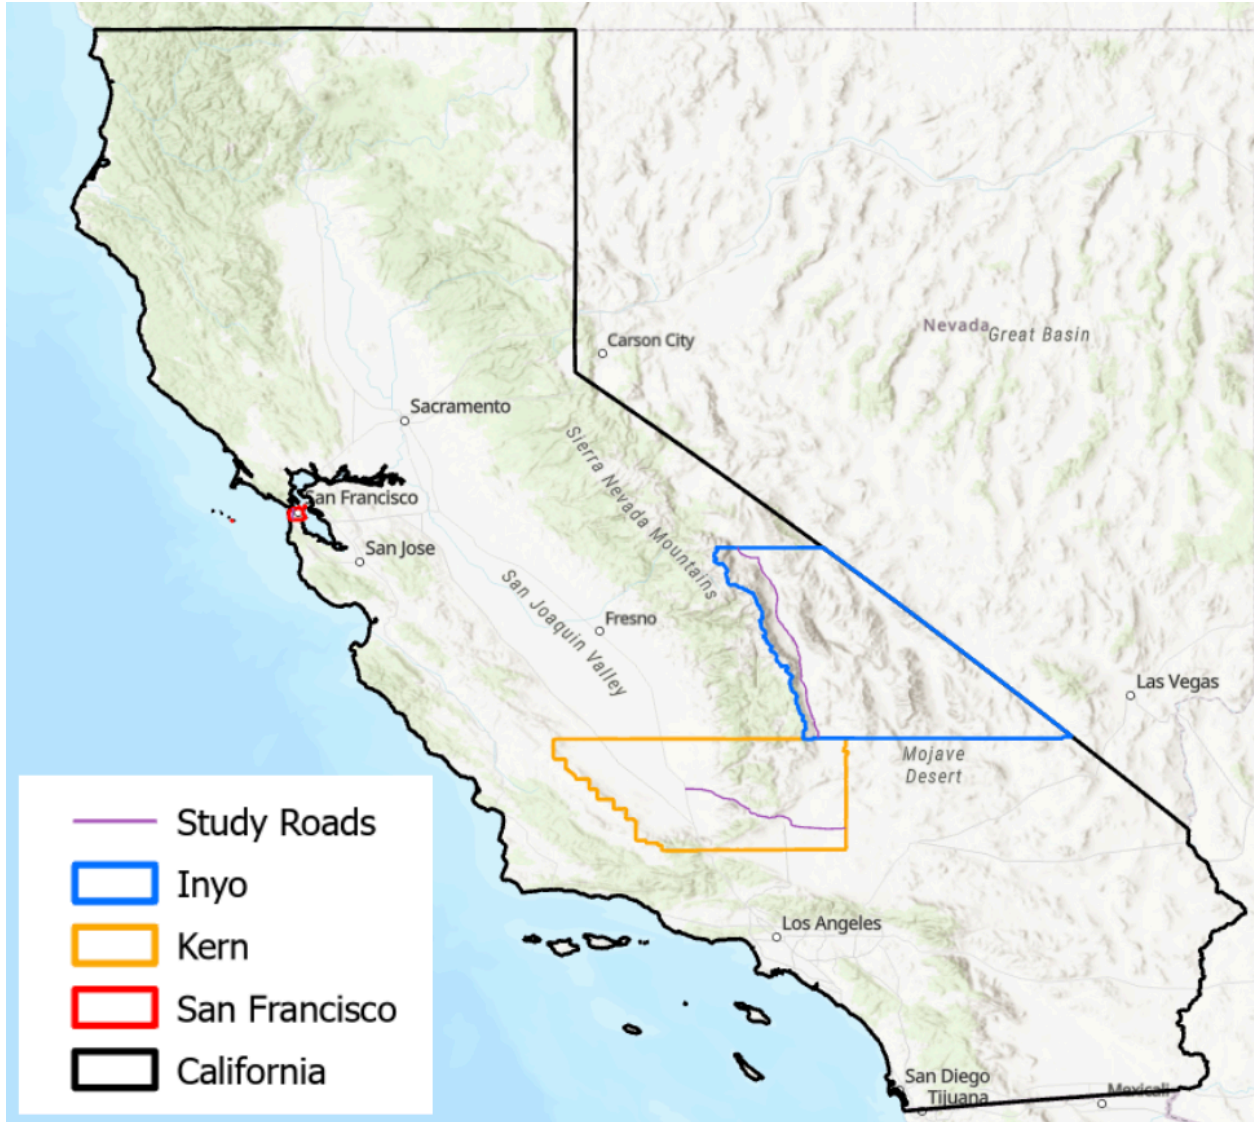 Carson City
Nevada
Great Basin
Sacramento
Sierra Nevada Mountains
San Francisco
San Jose
San Joaquin Valley
Fresno
Las Vegas
Mojave
Desert
Study Roads
Inyo
Kern
San Francisco
California
Los Angeles
San Diego
Tijuana
Mexicali